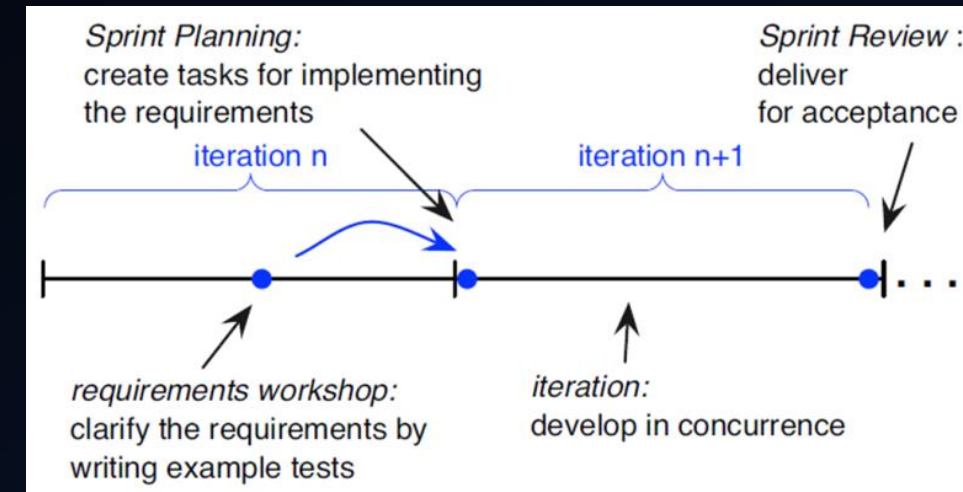 Sprint Planning:
create tasks for implementing
the requirements
Sprint Review :
deliver
for acceptance
iteration n
iteration n+1
. . .
requirements workshop:
clarify the requirements by
writing example tests
iteration:
develop in concurrence